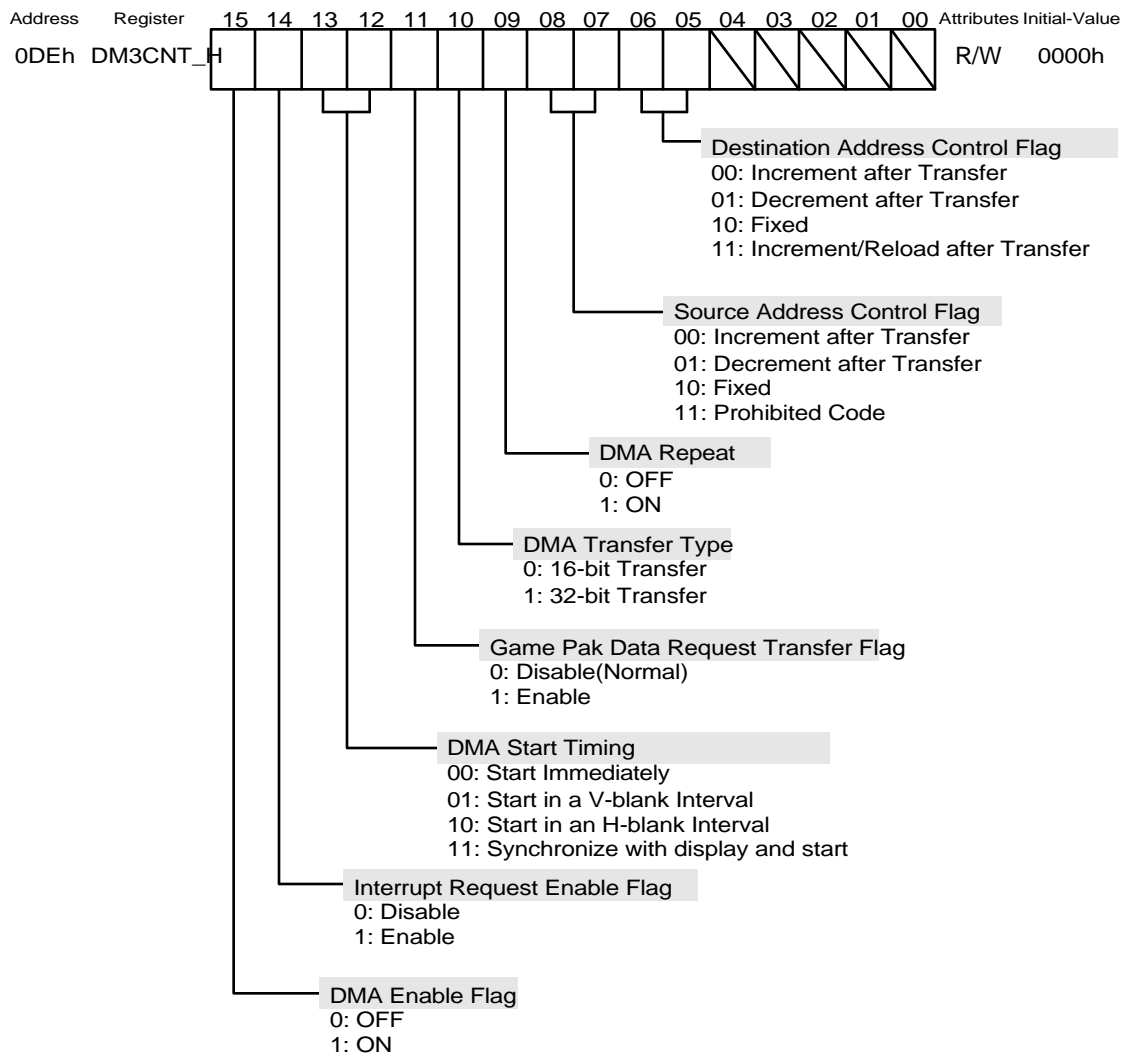 Address Register 15 14 13 12 11 10 09 08 07 06 05 04 03 02 01 00 Attributes Initial-Value
0DEh DM3CNT_H R/W 0000h
Destination Address Control Flag
00: Increment after Transfer
01: Decrement after Transfer
10: Fixed
11: Increment/Reload after Transfer
Source Address Control Flag
00: Increment after Transfer
01: Decrement after Transfer
10: Fixed
11: Prohibited Code
DMA Repeat
0: OFF
1: ON
DMA Transfer Type
0: 16-bit Transfer
1: 32-bit Transfer
Game Pak Data Request Transfer Flag
0: Disable(Normal)
1: Enable
DMA Start Timing
00: Start Immediately
01: Start in a V-blank Interval
10: Start in an H-blank Interval
11: Synchronize with display and start
Interrupt Request Enable Flag
0: Disable
1: Enable
DMA Enable Flag
0: OFF
1: ON